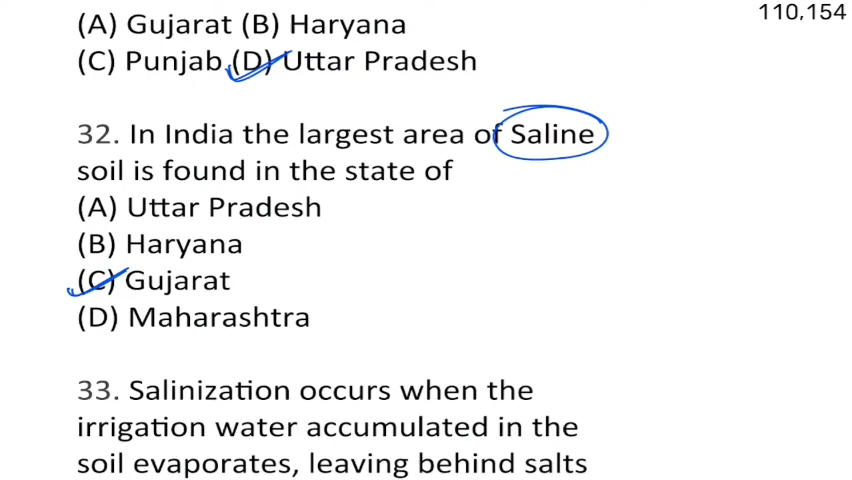 110,154
(A) Gujarat (B) Haryana
(C) Punjab (D) Uttar Pradesh
32. In India the largest area of Saline
soil is found in the state of
(A) Uttar Pradesh
(B) Haryana
(C) Gujarat
(D) Maharashtra
33. Salinization occurs when the
irrigation water accumulated in the
soil evaporates, leaving behind salts